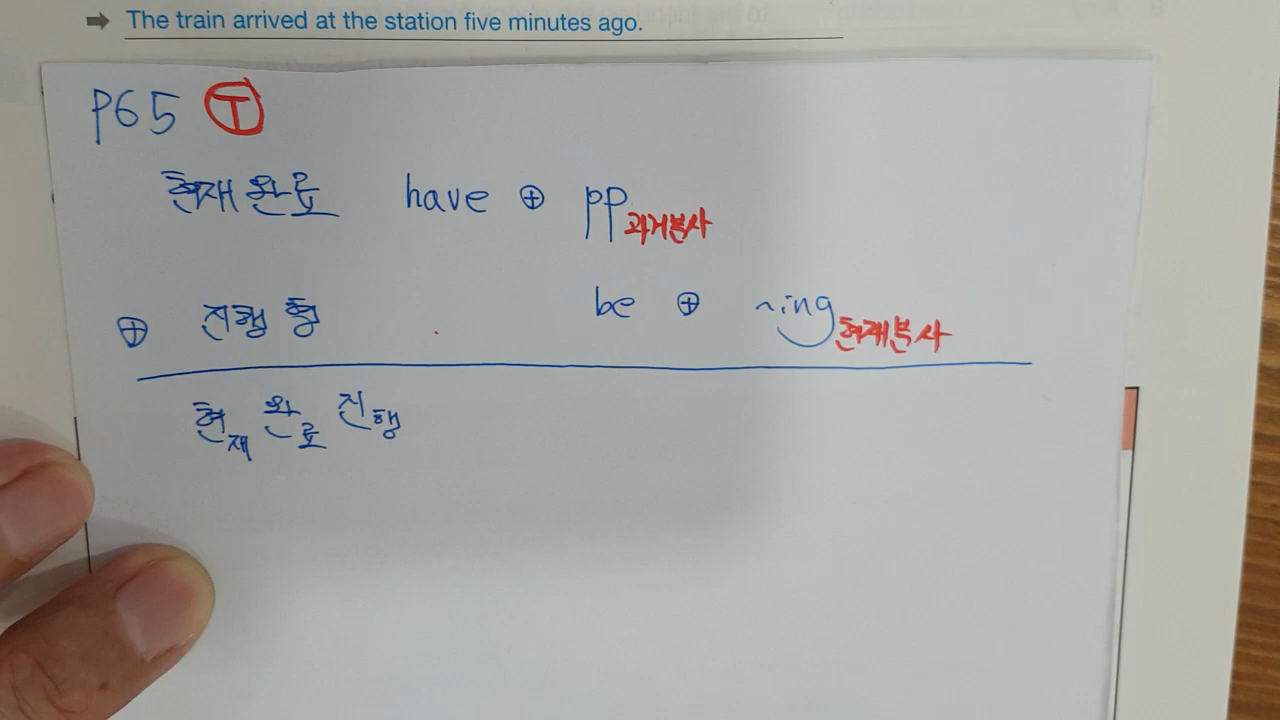 ➡ The train arrived at the station five minutes ago.
P65 Ⓣ
현재완료 have ⊕ pp 과거분사
⊕ 진행형 be ⊕ ~ing 현재분사
현재완료진행